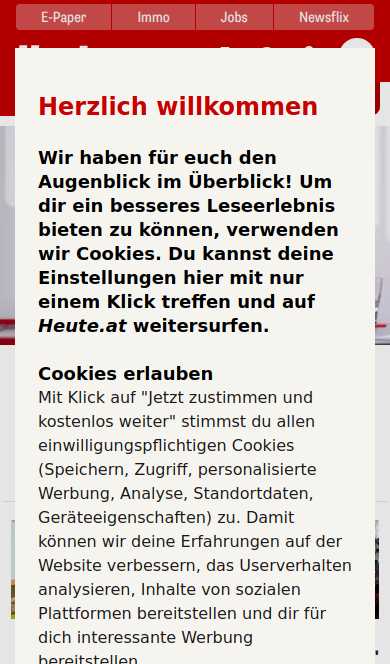 E-Paper
Immo
Jobs
Newsflix
Herzlich willkommen
Wir haben für euch den
Augenblick im Überblick! Um
dir ein besseres Leseerlebnis
bieten zu können, verwenden
wir Cookies. Du kannst deine
Einstellungen hier mit nur
einem Klick treffen und auf
Heute.at weitersurfen.
Cookies erlauben
Mit Klick auf "Jetzt zustimmen und
kostenlos weiter" stimmst du allen
einwilligungspflichtigen Cookies
(Speichern, Zugriff, personalisierte
Werbung, Analyse, Standortdaten,
Geräteeigenschaften) zu. Damit
können wir deine Erfahrungen auf der
Website verbessern, das Userverhalten
analysieren, Inhalte von sozialen
Plattformen bereitstellen und dir für
dich interessante Werbung
bereitstellen